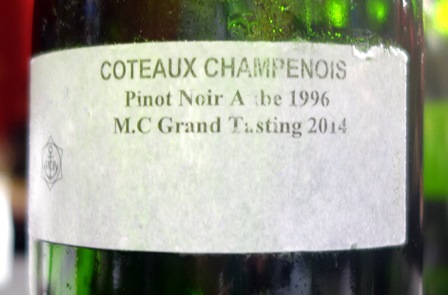 COTEAUX CHAMPENOIS
Pinot Noir 1996
M.C Grand Tasting 2014